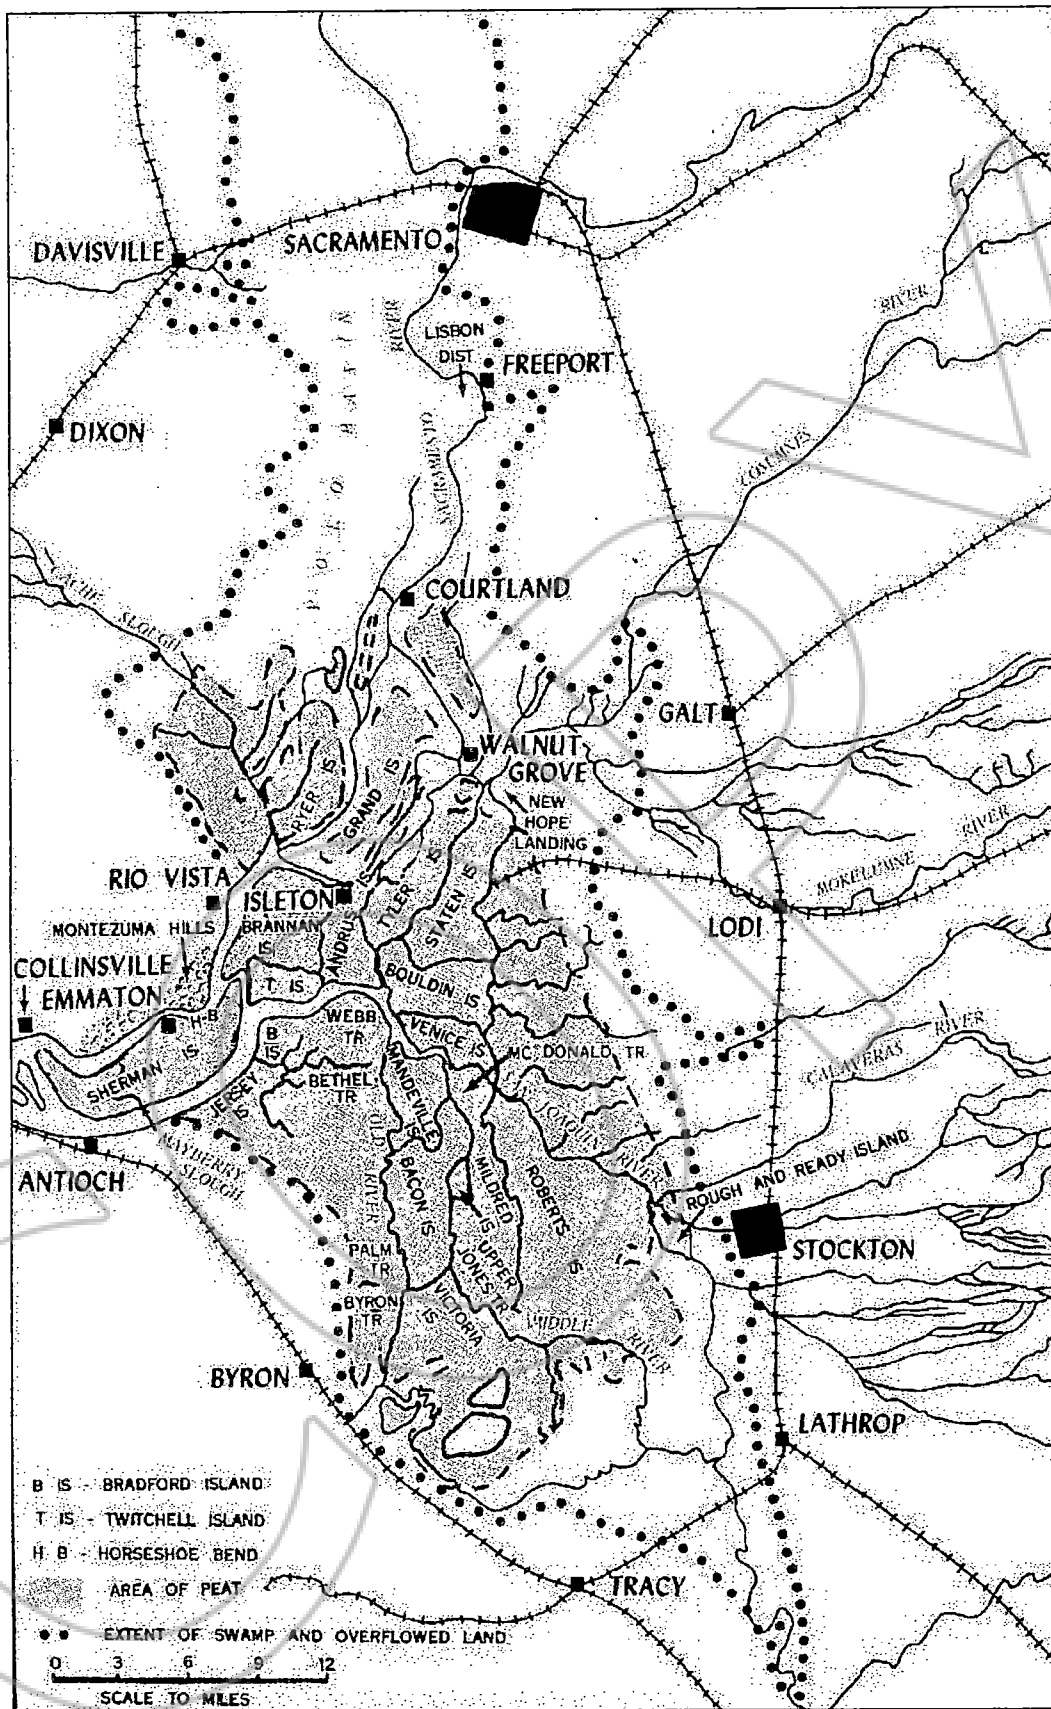 DAVISVILLE
SACRAMENTO
RIVER
LISBON
DIST
FREEPORT
DIXON
YOLO BASIN
SACRAMENTO
RIVER
COSUMNES
CACHE SLOUGH
COURTLAND
GALT
WALNUT
GROVE
RYER IS
GRAND IS
NEW
HOPE
LANDING
MOKELUMNE RIVER
RIO VISTA
ISLETON
MONTEZUMA HILLS
BRANNAN
IS
ANDRUS IS
TYLER IS
STATEN IS
LODI
COLLINSVILLE
EMMATON
T IS
BOULDIN IS
H B
WEBB
TR
VENICE IS
MC DONALD TR
CALAVERAS RIVER
SHERMAN IS
B
IS
JERSEY IS
BETHEL
TR
MANDEVILLE IS
SAN JOAQUIN RIVER
MAYBERRY
SLOUGH
ANTIOCH
OLD RIVER
BACON IS
MILDRED IS
ROBERTS IS
ROUGH AND READY ISLAND
STOCKTON
PALM
TR
UPPER
JONES TR
BYRON
TR
VICTORIA
IS
MIDDLE RIVER
BYRON
LATHROP
B IS - BRADFORD ISLAND
T IS - TWITCHELL ISLAND
H B - HORSESHOE BEND
AREA OF PEAT
TRACY
EXTENT OF SWAMP AND OVERFLOWED LAND
0 3 6 9 12
SCALE TO MILES